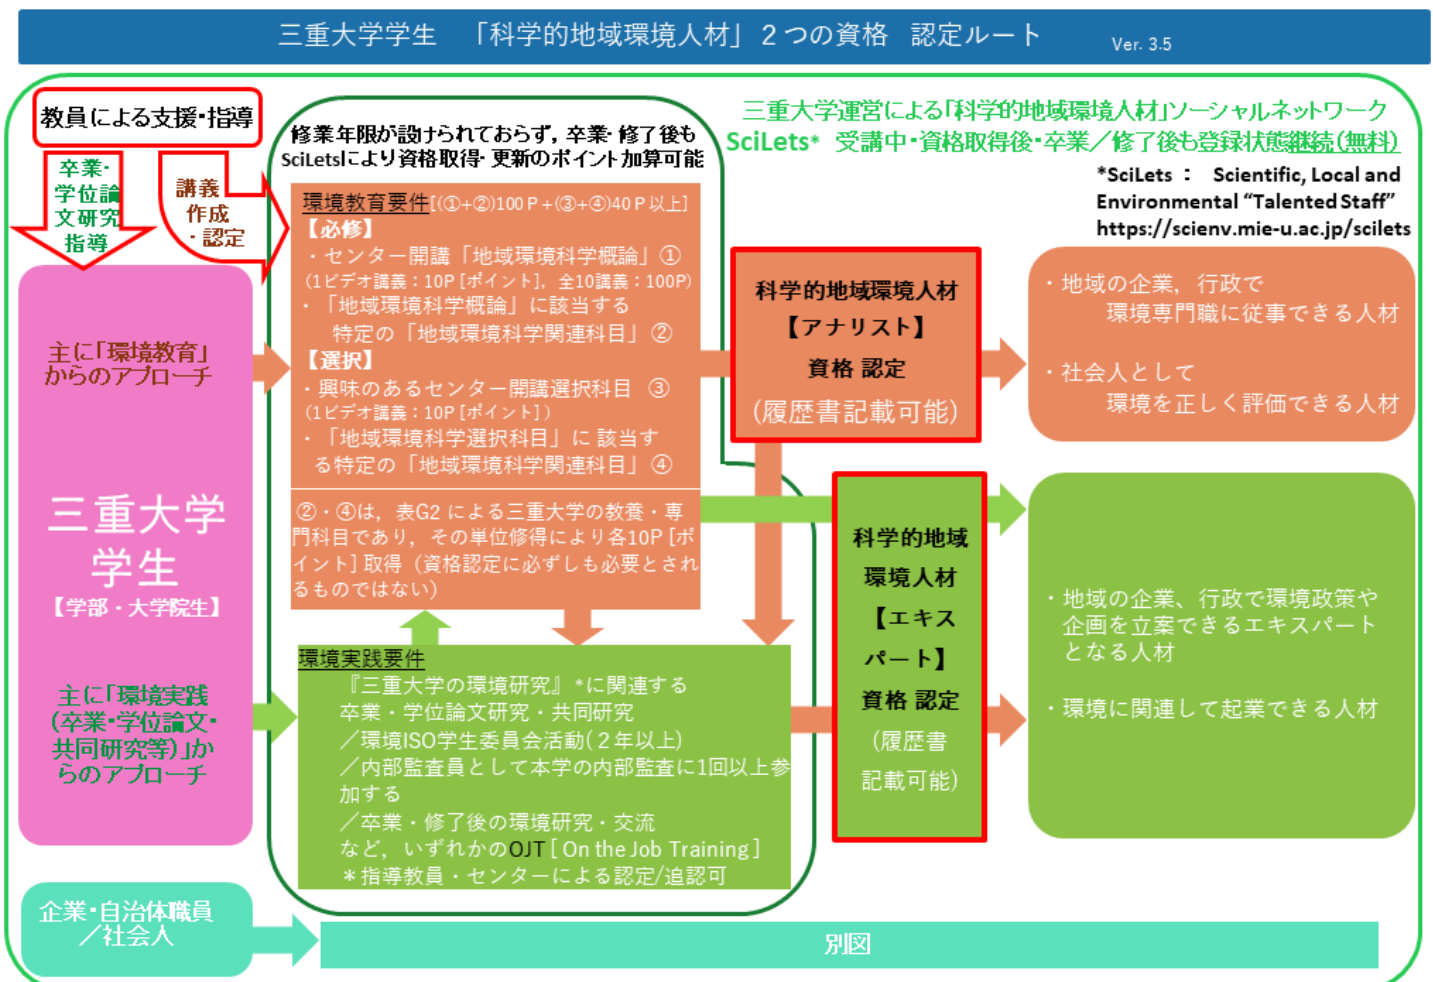 三重大学学生　「科学的地域環境人材」２つの資格　認定ルート　Ver. 3.5
教員による支援・指導
卒業・
学位論
文研究
指導
講義
作成
・認定
修業年限が設けられておらず，卒業・修了後も
SciLetsにより資格取得・更新のポイント加算可能
三重大学運営による「科学的地域環境人材」ソーシャルネットワーク
SciLets*　受講中・資格取得後・卒業／修了後も登録状態継続(無料)
*SciLets ：　Scientific, Local and
Environmental “Talented Staff”
https://scienv.mie-u.ac.jp/scilets
主に「環境教育」
からのアプローチ
三重大学
学生
【学部・大学院生】
主に「環境実践
（卒業・学位論文・
共同研究等）」か
らのアプローチ
環境教育要件[(①+②)100Ｐ+(③+④)40Ｐ以上]
【必修】
・センター開講「地域環境科学概論」①
（1ビデオ講義：10P [ポイント]，全10講義：100P）
・「地域環境科学概論」に該当する
特定の「地域環境科学関連科目」②
【選択】
・興味のあるセンター開講選択科目　③
（1ビデオ講義：10P [ポイント]）
・「地域環境科学選択科目」に 該当す
る特定の「地域環境科学関連科目」④
②・④は，表G2 による三重大学の教養・専
門科目であり，その単位修得により各10P [ポ
イント] 取得（資格認定に必ずしも必要とされ
るものではない）
環境実践要件
『三重大学の環境研究』*に関連する
卒業・学位論文研究・共同研究
／環境ISO学生委員会活動(２年以上)
／内部監査員として本学の内部監査に1回以上参
加する
／卒業・修了後の環境研究・交流
など，いずれかのOJT [ On the Job Training ]
＊指導教員・センターによる認定/追認可
科学的地域環境人材
【アナリスト】
資格 認定
（履歴書記載可能）
科学的地域
環境人材
【エキス
パート】
資格 認定
（履歴書
記載可能）
・地域の企業，行政で
環境専門職に従事できる人材
・社会人として
環境を正しく評価できる人材
・地域の企業、行政で環境政策や
企画を立案できるエキスパート
となる人材
・環境に関連して起業できる人材
企業・自治体職員
／社会人
別図